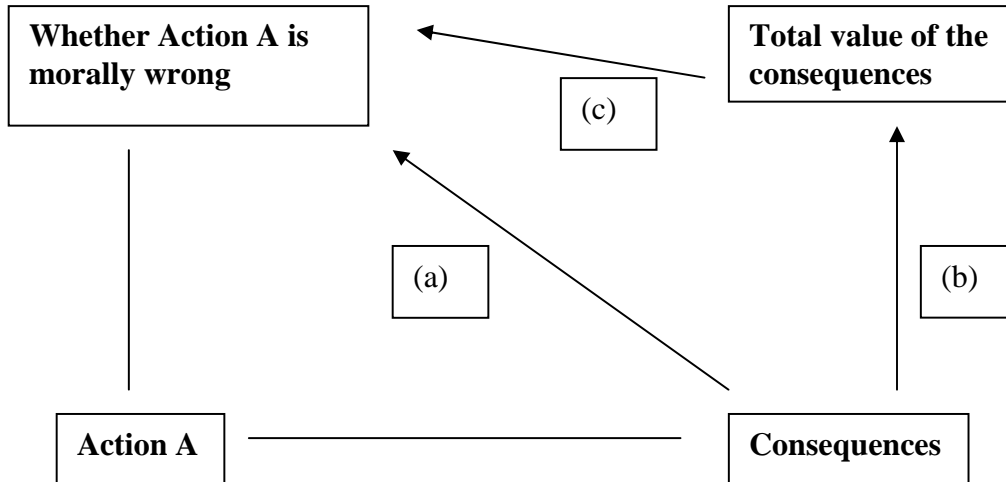 Whether Action A is
morally wrong
Total value of the
consequences
(c)
(a)
(b)
Action A
Consequences